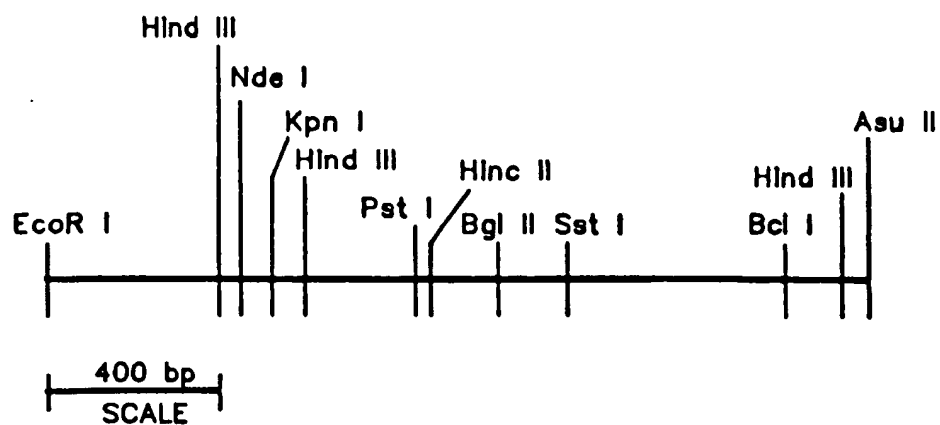 Hind III
Nde I
Kpn I
Asu II
Hind III
Hinc II
Hind III
Pst I
EcoR I
Bgl II
Sst I
Bcl I
400 bp
SCALE